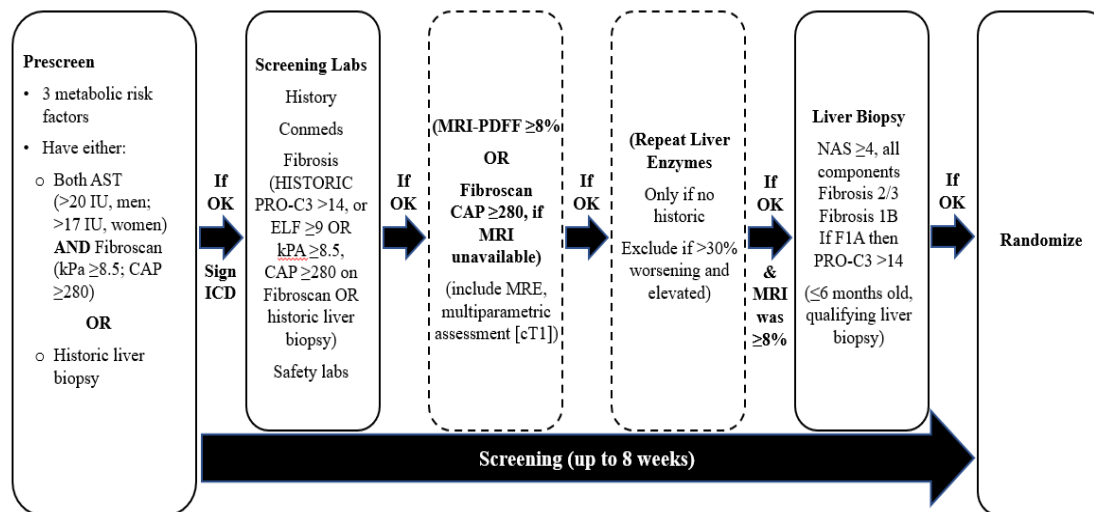 Prescreen
• 3 metabolic risk
factors
• Have either:
o Both AST
(>20 IU, men;
>17 IU, women)
AND Fibroscan
(kPa ≥8.5; CAP
≥280)
OR
o Historic liver
biopsy
If
OK
Sign
ICD
Screening Labs
History
Conmeds
Fibrosis
(HISTORIC
PRO-C3 >14, or
ELF ≥9 OR
kPA ≥8.5,
CAP ≥280 on
Fibroscan OR
historic liver
biopsy)
Safety labs
If
OK
(MRI-PDFF ≥8%
OR
Fibroscan
CAP ≥280, if
MRI
unavailable)
(include MRE,
multiparametric
assessment [cT1])
If
OK
(Repeat Liver
Enzymes
Only if no
historic
Exclude if >30%
worsening and
elevated)
If
OK
&
MRI
was
≥8%
Liver Biopsy
NAS ≥4, all
components
Fibrosis 2/3
Fibrosis 1B
If F1A then
PRO-C3 >14
(≤6 months old,
qualifying liver
biopsy)
If
OK
Randomize
Screening (up to 8 weeks)